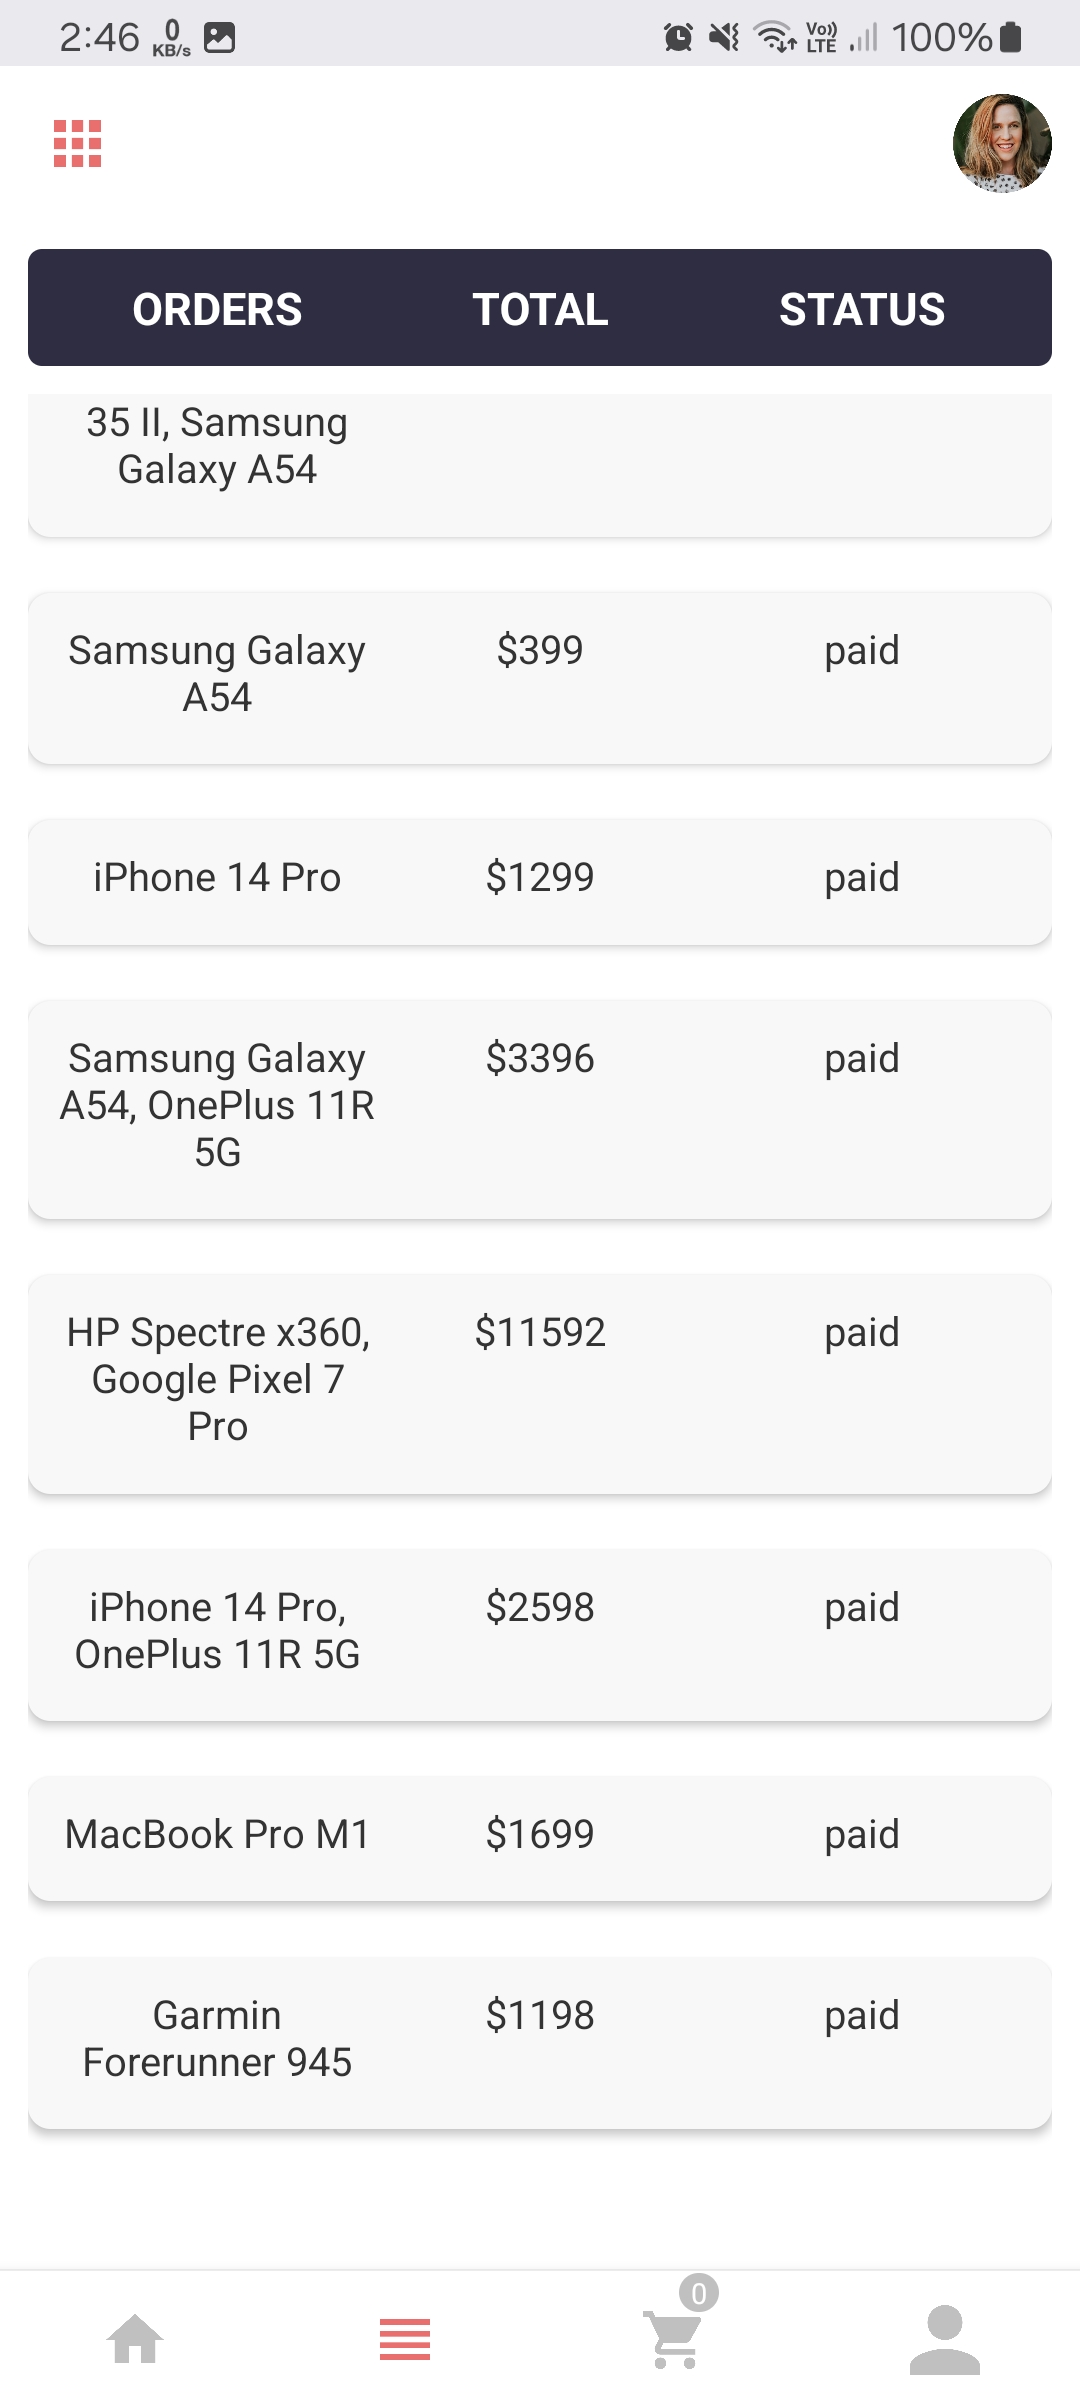 2:46 0 KB/s Vo)) LTE 100%
ORDERS TOTAL STATUS
35 II, Samsung
Galaxy A54
Samsung Galaxy $399 paid
A54
iPhone 14 Pro $1299 paid
Samsung Galaxy $3396 paid
A54, OnePlus 11R
5G
HP Spectre x360, $11592 paid
Google Pixel 7
Pro
iPhone 14 Pro, $2598 paid
OnePlus 11R 5G
MacBook Pro M1 $1699 paid
Garmin $1198 paid
Forerunner 945
0